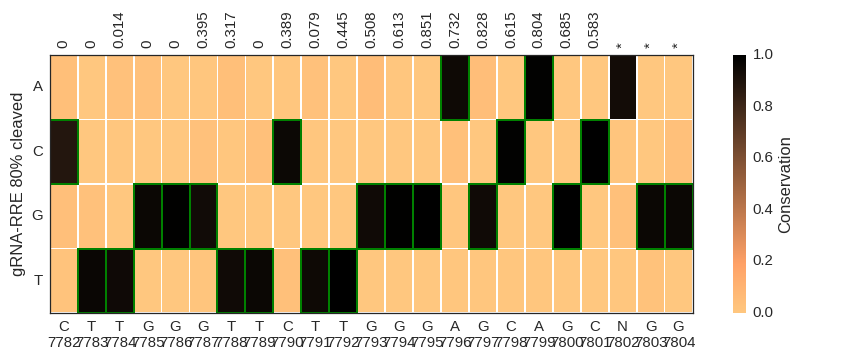 0 0 0.014 0 0 0.395 0.317 0 0.389 0.079 0.445 0.508 0.613 0.851 0.732 0.828 0.615 0.804 0.685 0.583 * * *
gRNA-RRE 80% cleaved
A
C
G
T
C T T G G G T T C T T G G G A G C A G C N G G
7782 7783 7784 7785 7786 7787 7788 7789 7790 7791 7792 7793 7794 7795 7796 7797 7798 7799 7800 7801 7802 7803 7804
1.0
0.8
0.6
0.4
0.2
0.0
Conservation